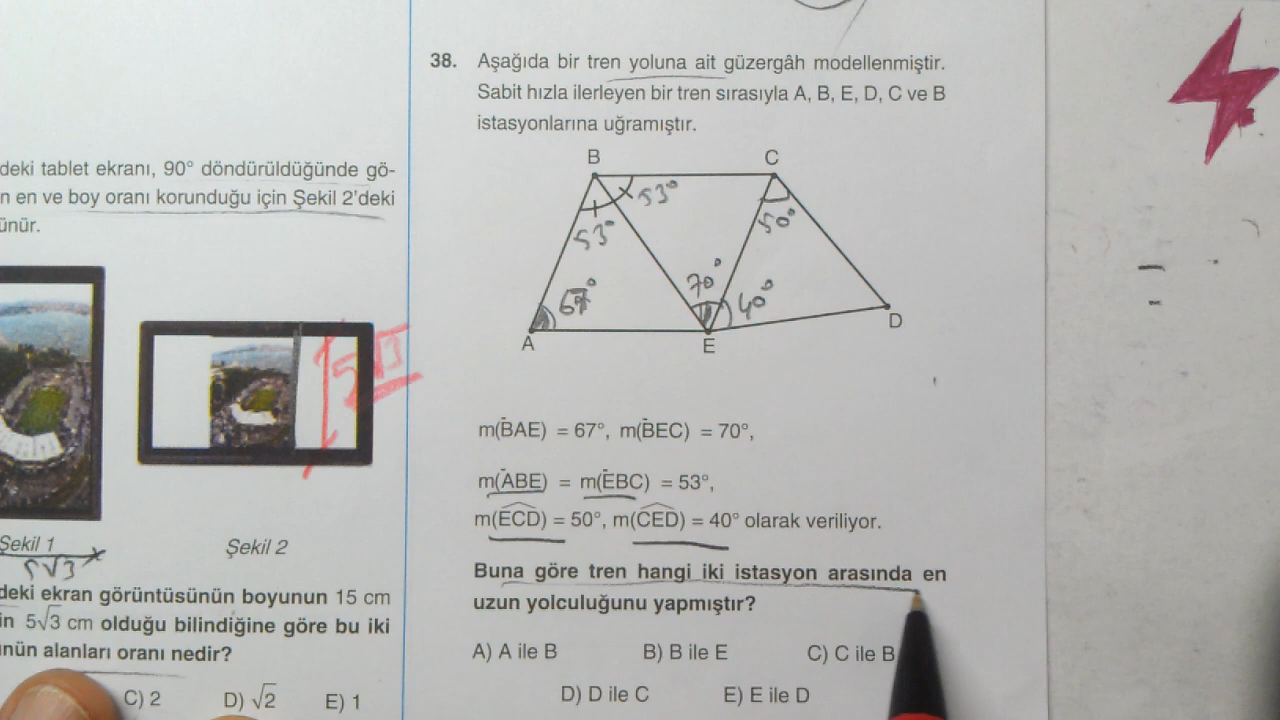 deki tablet ekranı, 90° döndürüldüğünde gö-
n en ve boy oranı korunduğu için Şekil 2'deki
ünür.
5√3
Şekil 1
Şekil 2
5√3
deki ekran görüntüsünün boyunun 15 cm
in 5√3 cm olduğu bilindiğine göre bu iki
nün alanları oranı nedir?
C) 2 D) √2 E) 1
38. Aşağıda bir tren yoluna ait güzergâh modellenmiştir.
Sabit hızla ilerleyen bir tren sırasıyla A, B, E, D, C ve B
istasyonlarına uğramıştır.
B C
53°
53° 50°
67° 70° 40°
A E D
m(BAE) = 67°, m(BEC) = 70°,
m(ABE) = m(EBC) = 53°,
m(ECD) = 50°, m(CED) = 40° olarak veriliyor.
Buna göre tren hangi iki istasyon arasında en
uzun yolculuğunu yapmıştır?
A) A ile B B) B ile E C) C ile B
D) D ile C E) E ile D